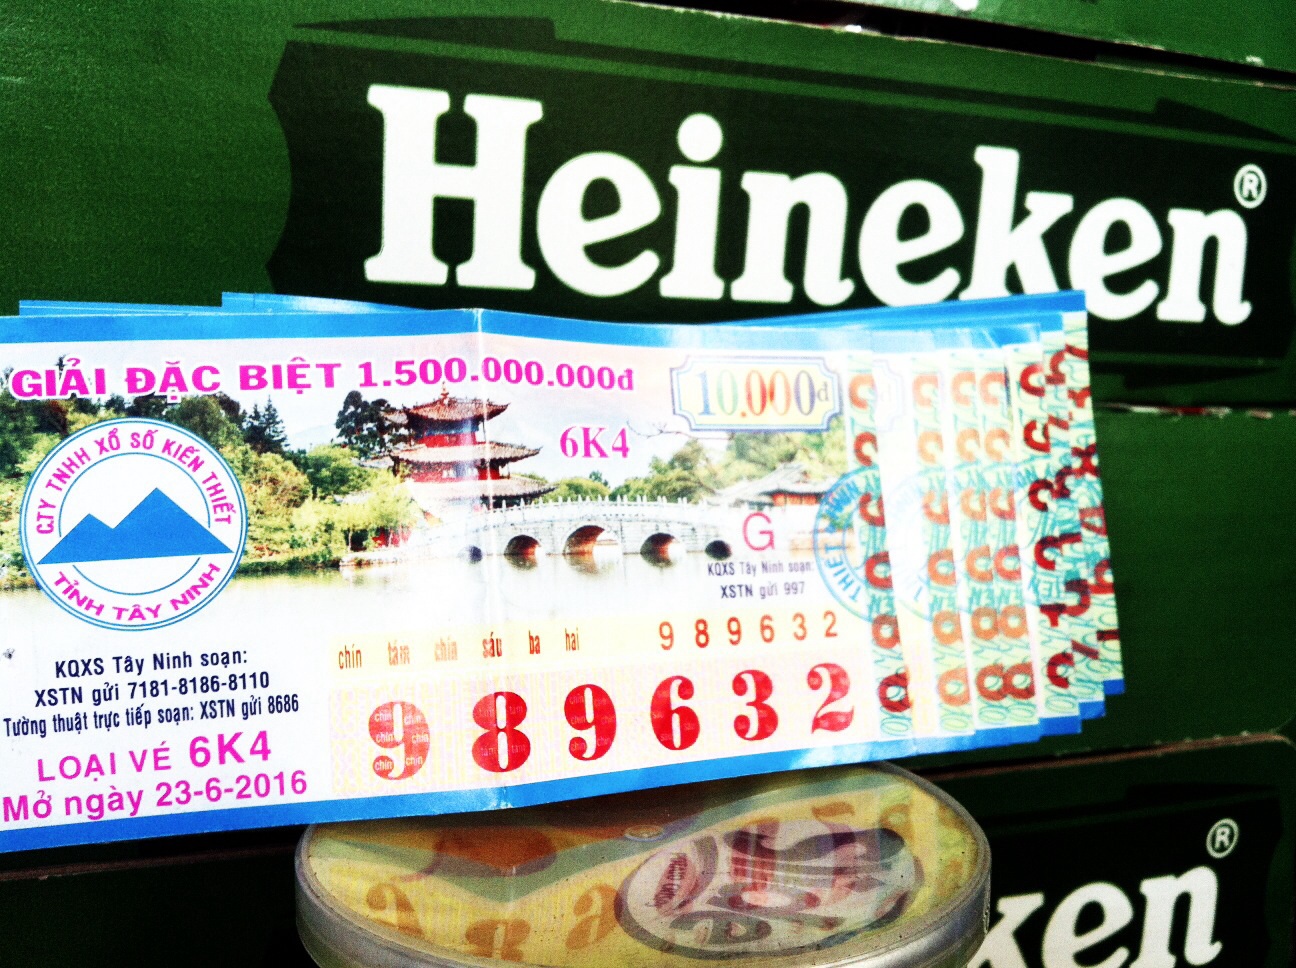 Heineken®
GIẢI ĐẶC BIỆT 1.500.000.000đ
10.000đ
6K4
CTY TNHH XỔ SỐ KIẾN THIẾT
TỈNH TÂY NINH
G
KQXS Tây Ninh soạn:
XSTN gửi 997
KQXS Tây Ninh soạn:
XSTN gửi 7181-8186-8110
Tường thuật trực tiếp soạn: XSTN gửi 8686
LOẠI VÉ 6K4
Mở ngày 23-6-2016
chín tám chín sáu ba hai
989632
989632
ken®